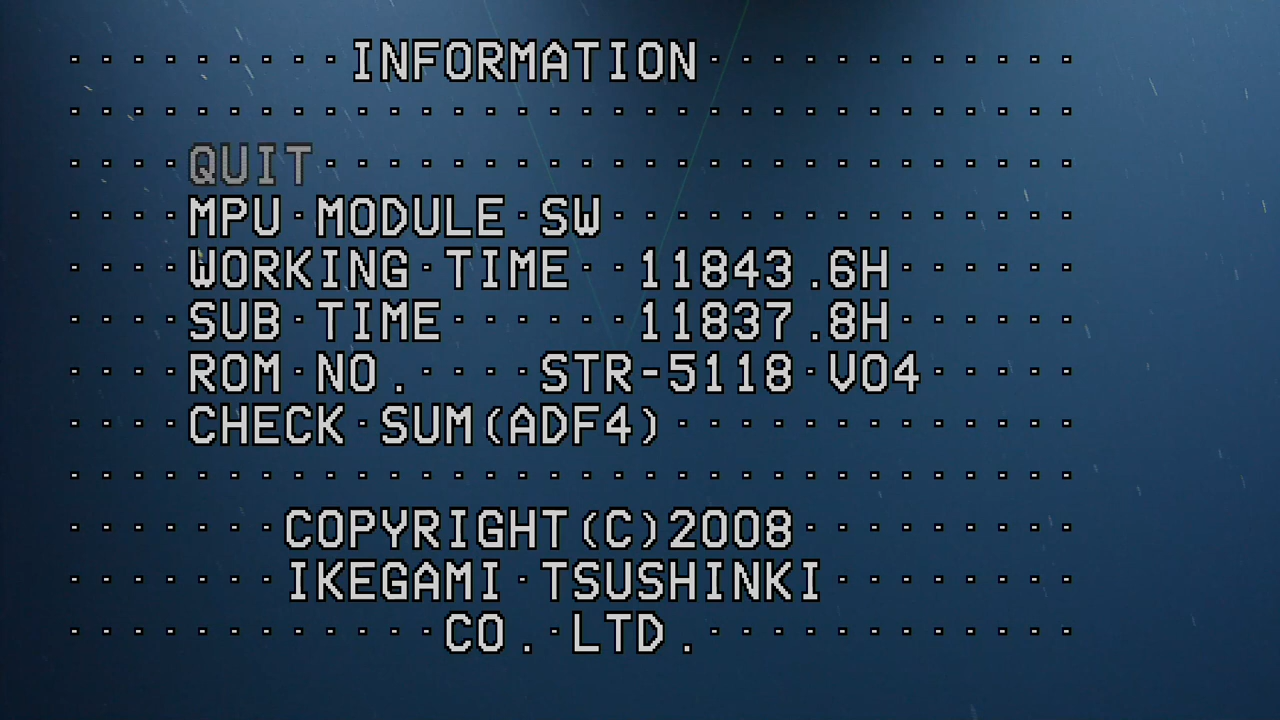 INFORMATION
QUIT
MPU MODULE SW
WORKING TIME 11843.6H
SUB TIME 11837.8H
ROM NO. STR-5118 V04
CHECK SUM(ADF4)
COPYRIGHT(C)2008
IKEGAMI TSUSHINKI
CO. LTD.